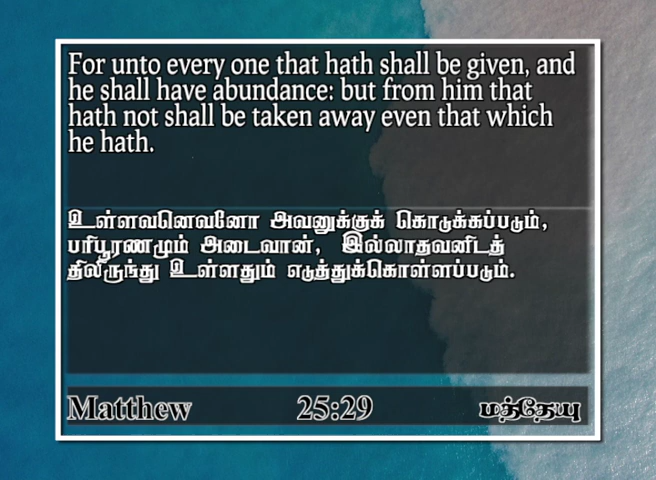 For unto every one that hath shall be given, and
he shall have abundance: but from him that
hath not shall be taken away even that which
he hath.
உள்ளவனெவனோ அவனுக்குக் கொடுக்கப்படும்,
பரிபூரணமும் அடைவான், இல்லாதவனிடத்
திலிருந்து உள்ளதும் எடுத்துக்கொள்ளப்படும்.
Matthew 25:29 மத்தேயு